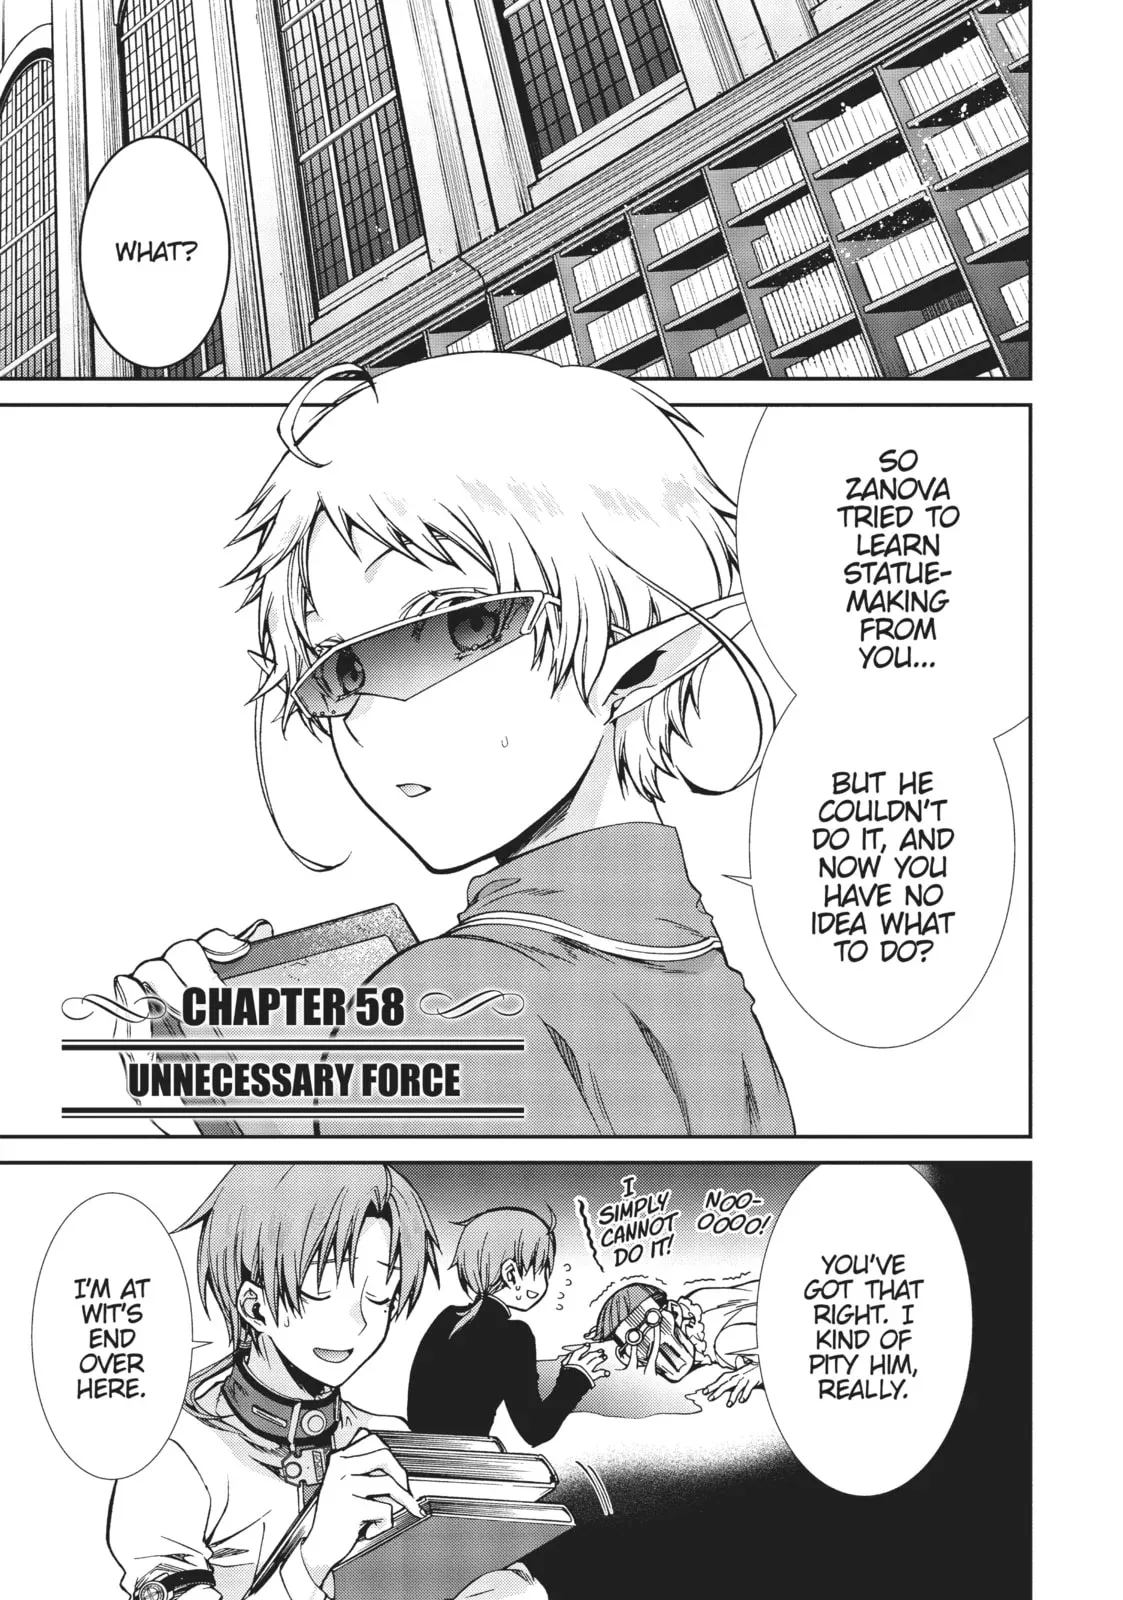 WHAT?
SO
ZANOVA
TRIED TO
LEARN
STATUE-
MAKING
FROM
YOU...
BUT HE
COULDN'T
DO IT, AND
NOW YOU
HAVE NO
IDEA WHAT
TO DO?
CHAPTER 58
UNNECESSARY FORCE
YOU'VE
GOT THAT
RIGHT. I
KIND OF
PITY HIM,
REALLY.
NOO-
OOOO!
I
SIMPLY
CANNOT
DO IT!
I'M AT
WIT'S
END
OVER
HERE.